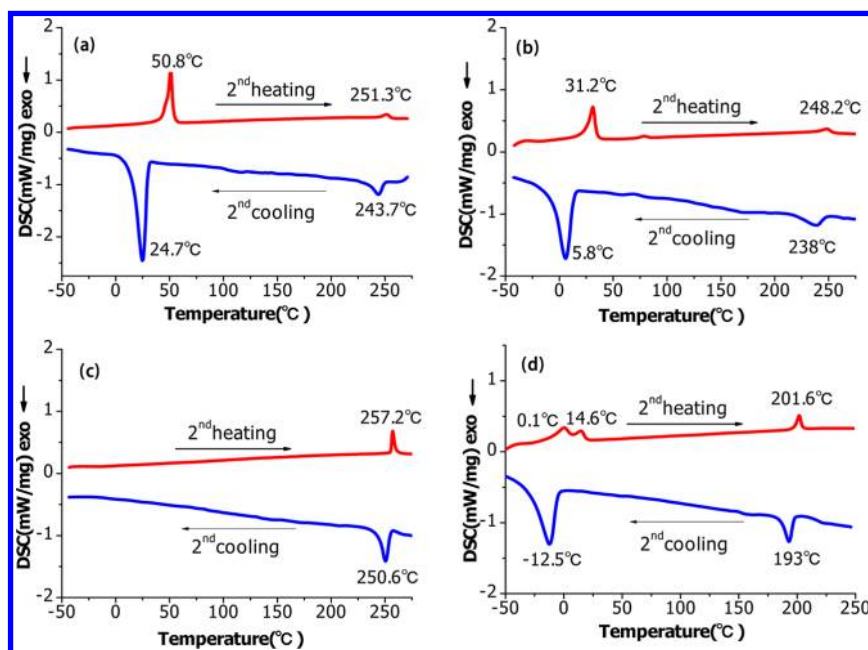 (a)
DSC(mW/mg) exo
50.8℃
2nd heating
251.3℃
24.7℃
2nd cooling
243.7℃
2
1
0
-1
-2
-50 0 50 100 150 200 250
Temperature(℃ )
(b)
DSC(mW/mg) exo
31.2℃
2nd heating
248.2℃
5.8℃
2nd cooling
238℃
2
1
0
-1
-2
-50 0 50 100 150 200 250
Temperature(℃ )
(c)
DSC(mW/mg) exo
257.2℃
2nd heating
2nd cooling
250.6℃
2
1
0
-1
-2
-50 0 50 100 150 200 250
Temperature(℃ )
(d)
DSC(mW/mg) exo
0.1℃ 14.6℃
2nd heating
201.6℃
-12.5℃
2nd cooling
193℃
2
1
0
-1
-2
-50 0 50 100 150 200 250
Temperature(℃ )